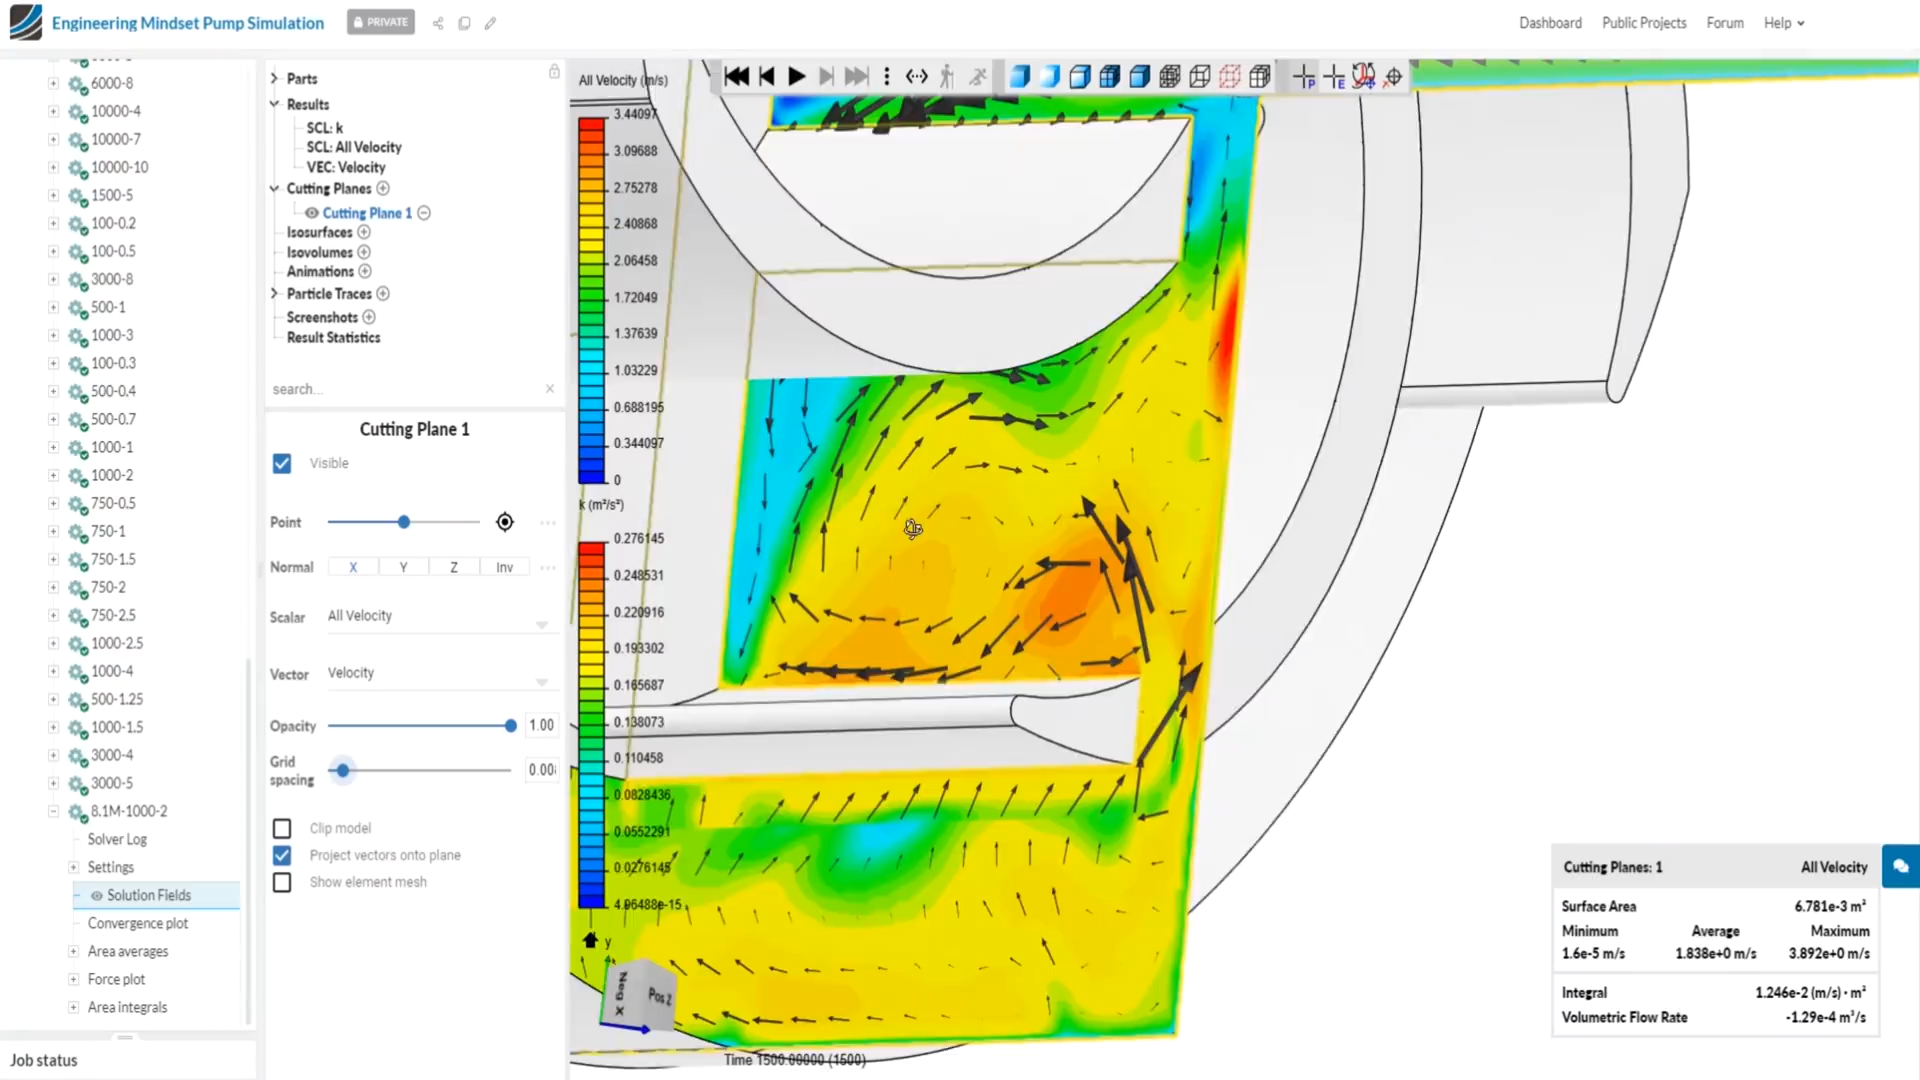 Engineering Mindset Pump Simulation
PRIVATE
Dashboard
Public Projects
Forum
Help
6000-8
10000-4
10000-7
10000-10
1500-5
100-0.2
100-0.5
3000-8
500-1
1000-3
100-0.3
500-0.4
500-0.7
1000-1
1000-2
750-0.5
750-1
750-1.5
750-2
750-2.5
1000-2.5
1000-4
500-1.25
1000-1.5
3000-4
3000-5
8.1M-1000-2
Solver Log
Settings
Solution Fields
Convergence plot
Area averages
Force plot
Area integrals
Job status
Parts
Results
SCL: k
SCL: All Velocity
VEC: Velocity
Cutting Planes
Cutting Plane 1
Isosurfaces
Isovolumes
Animations
Particle Traces
Screenshots
Result Statistics
search...
Cutting Plane 1
Visible
Point
Normal X Y Z Inv
Scalar All Velocity
Vector Velocity
Opacity 1.00
Grid spacing 0.00
Clip model
Project vectors onto plane
Show element mesh
All Velocity (m/s)
3.44097
3.09688
2.75278
2.40868
2.06458
1.72049
1.37639
1.03229
0.688195
0.344097
0
k (m²/s²)
0.276145
0.248531
0.220916
0.193302
0.165687
0.138073
0.110458
0.0828436
0.0552291
0.0276145
4.96488e-15
y
Neg X
Pos Z
Time 1500.00000 (1500)
P
E
Cutting Planes: 1 All Velocity
Surface Area 6.781e-3 m²
Minimum Average Maximum
1.6e-5 m/s 1.838e+0 m/s 3.892e+0 m/s
Integral 1.246e-2 (m/s)·m²
Volumetric Flow Rate -1.29e-4 m³/s